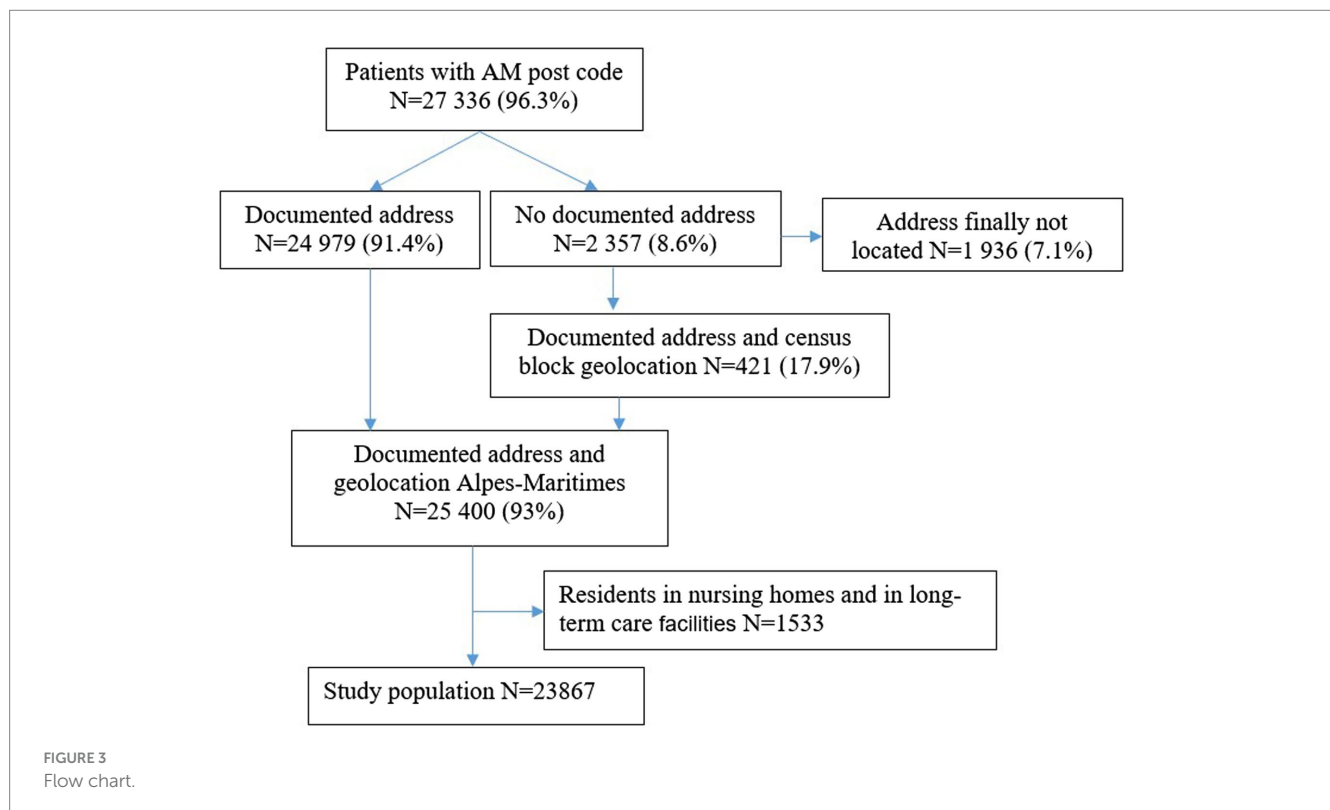 Patients with AM post code
N=27 336 (96.3%)
Documented address
N=24 979 (91.4%)
No documented address
N=2 357 (8.6%)
Address finally not
located N=1 936 (7.1%)
Documented address and census
block geolocation N=421 (17.9%)
Documented address and
geolocation Alpes-Maritimes
N=25 400 (93%)
Residents in nursing homes and in long-
term care facilities N=1533
Study population N=23867
FIGURE 3
Flow chart.